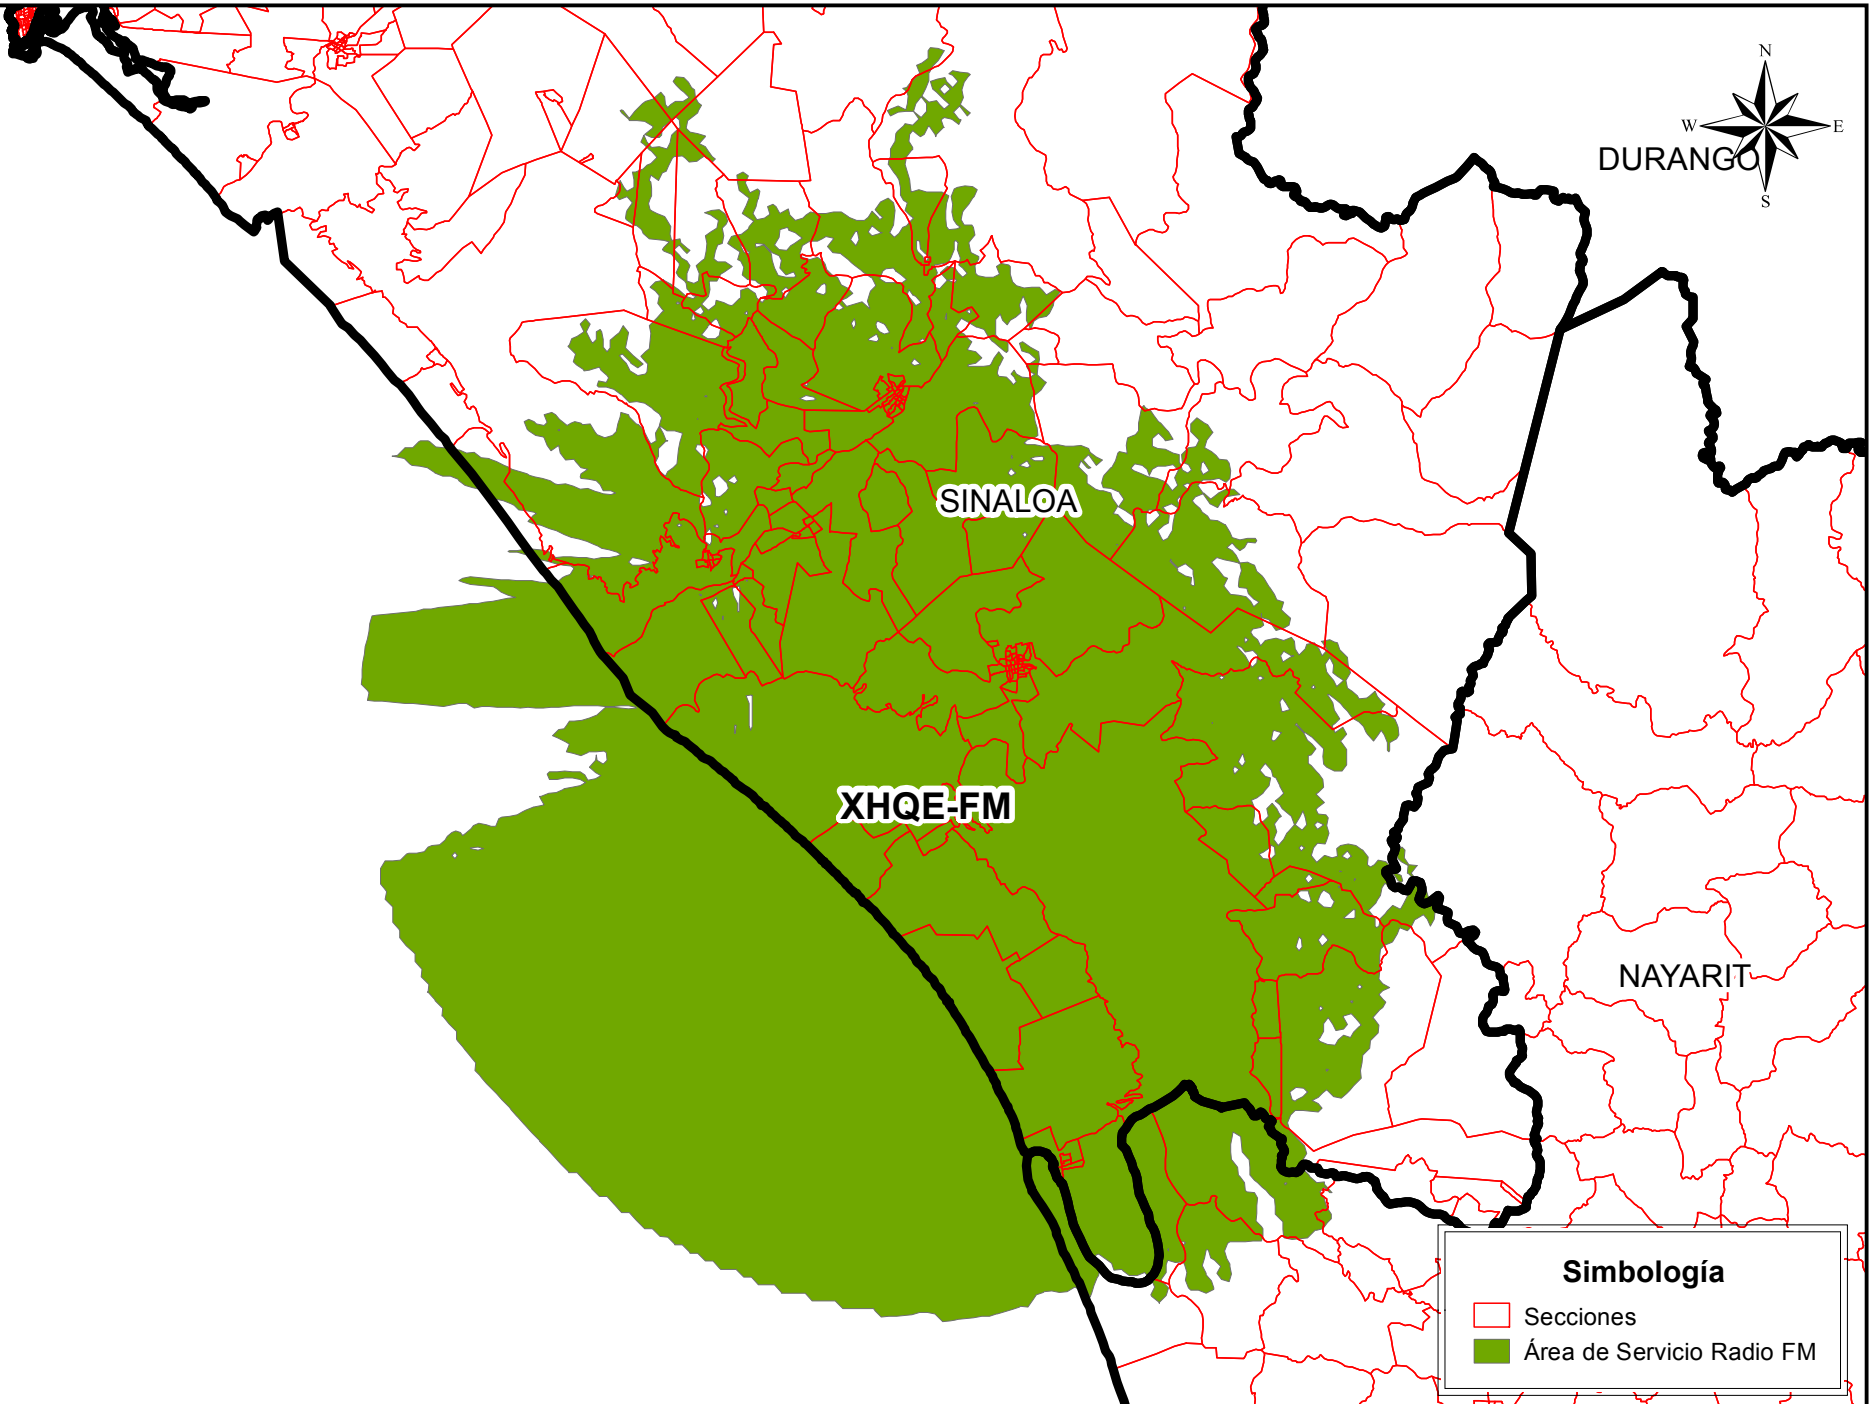 N
W E
DURANGO
S
SINALOA
XHQE-FM
NAYARIT
Simbología
Secciones
Área de Servicio Radio FM